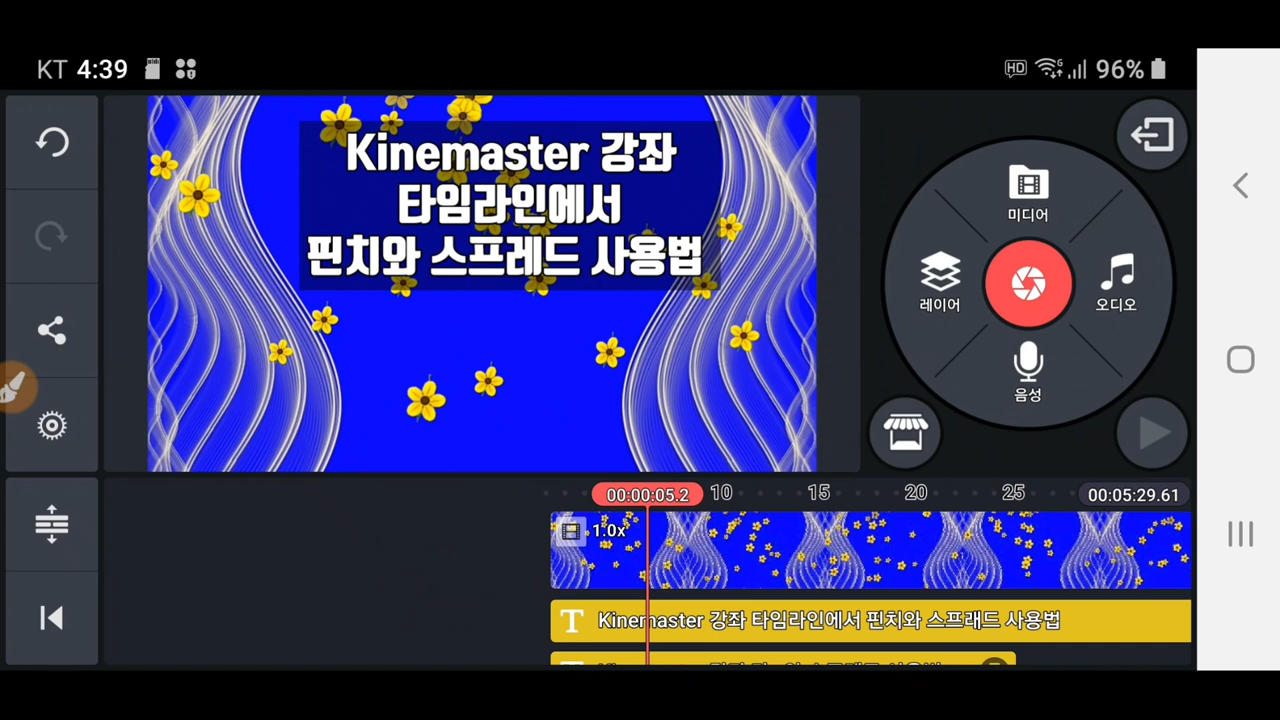 KT 4:39
HD 96%
Kinemaster 강좌
타임라인에서
핀치와 스프레드 사용법
미디어
레이어
오디오
음성
00:00:05.2 10 15 20 25 00:05:29.61
1.0x
T Kinemaster 강좌 타임라인에서 핀치와 스프래드 사용법